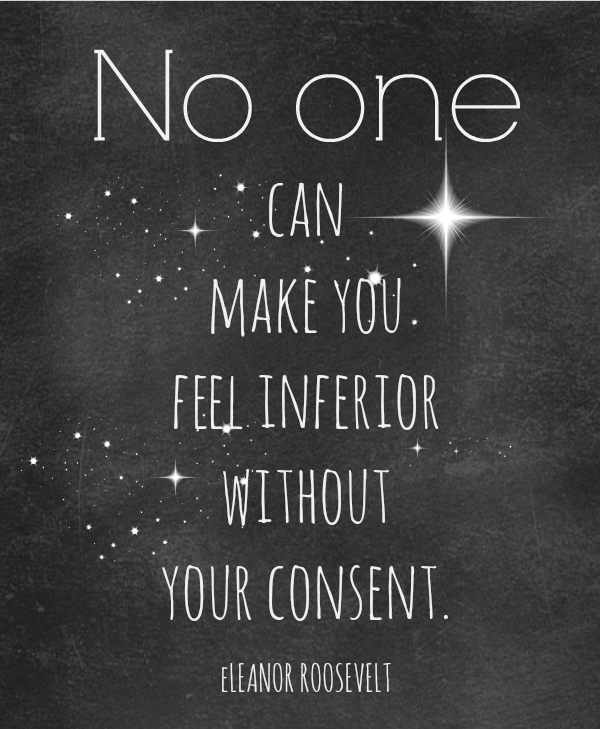 No one
CAN
MAKE YOU
FEEL INFERIOR
WITHOUT
YOUR CONSENT.
eLEANOR ROOSEVELT